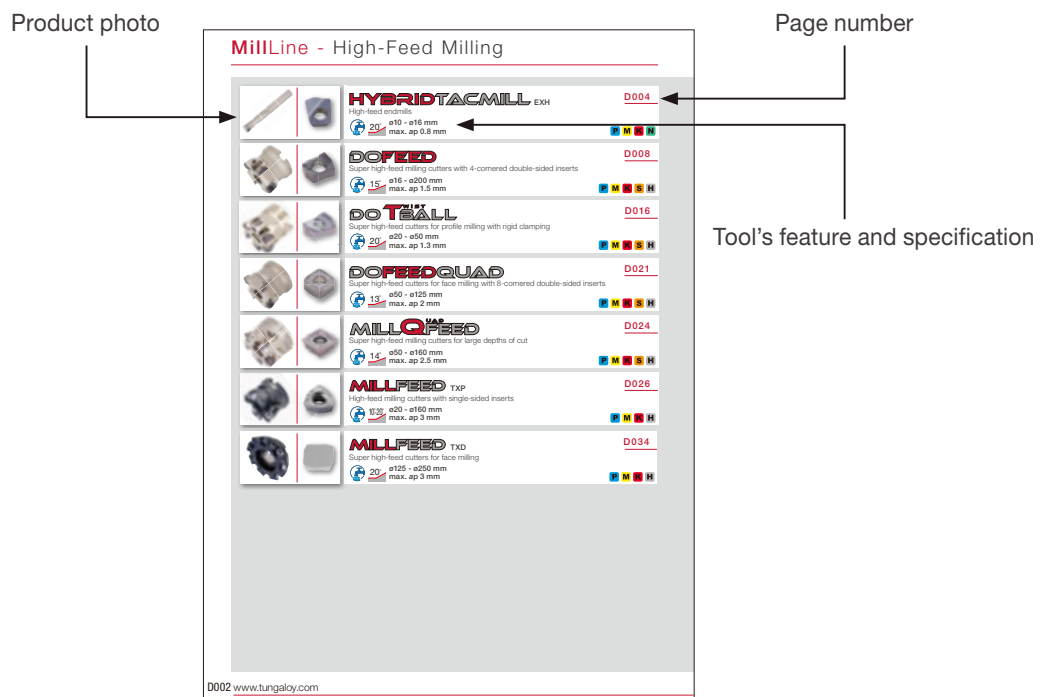 Product photo
Page number
MillLine - High-Feed Milling
HYBRIDTACMILL EXH
D004
High-feed endmills
20° ø10 - ø16 mm
max. ap 0.8 mm
P M K N
DOFEED
D008
Super high-feed milling cutters with 4-cornered double-sided inserts
15° ø16 - ø200 mm
max. ap 1.5 mm
P M K S H
DO TWISTBALL
D016
Super high-feed cutters for profile milling with rigid clamping
20° ø20 - ø50 mm
max. ap 1.3 mm
P M K S H
Tool's feature and specification
DOFEEDQUAD
D021
Super high-feed cutters for face milling with 8-cornered double-sided inserts
13° ø50 - ø125 mm
max. ap 2 mm
P M K S H
MILLQUADFEED
D024
Super high-feed milling cutters for large depths of cut
14° ø50 - ø160 mm
max. ap 2.5 mm
P M K S H
MILLFEED TXP
D026
High-feed milling cutters with single-sided inserts
10°-20° ø20 - ø160 mm
max. ap 3 mm
P M K H
MILLFEED TXD
D034
Super high-feed cutters for face milling
20° ø125 - ø250 mm
max. ap 3 mm
P M K H
D002 www.tungaloy.com